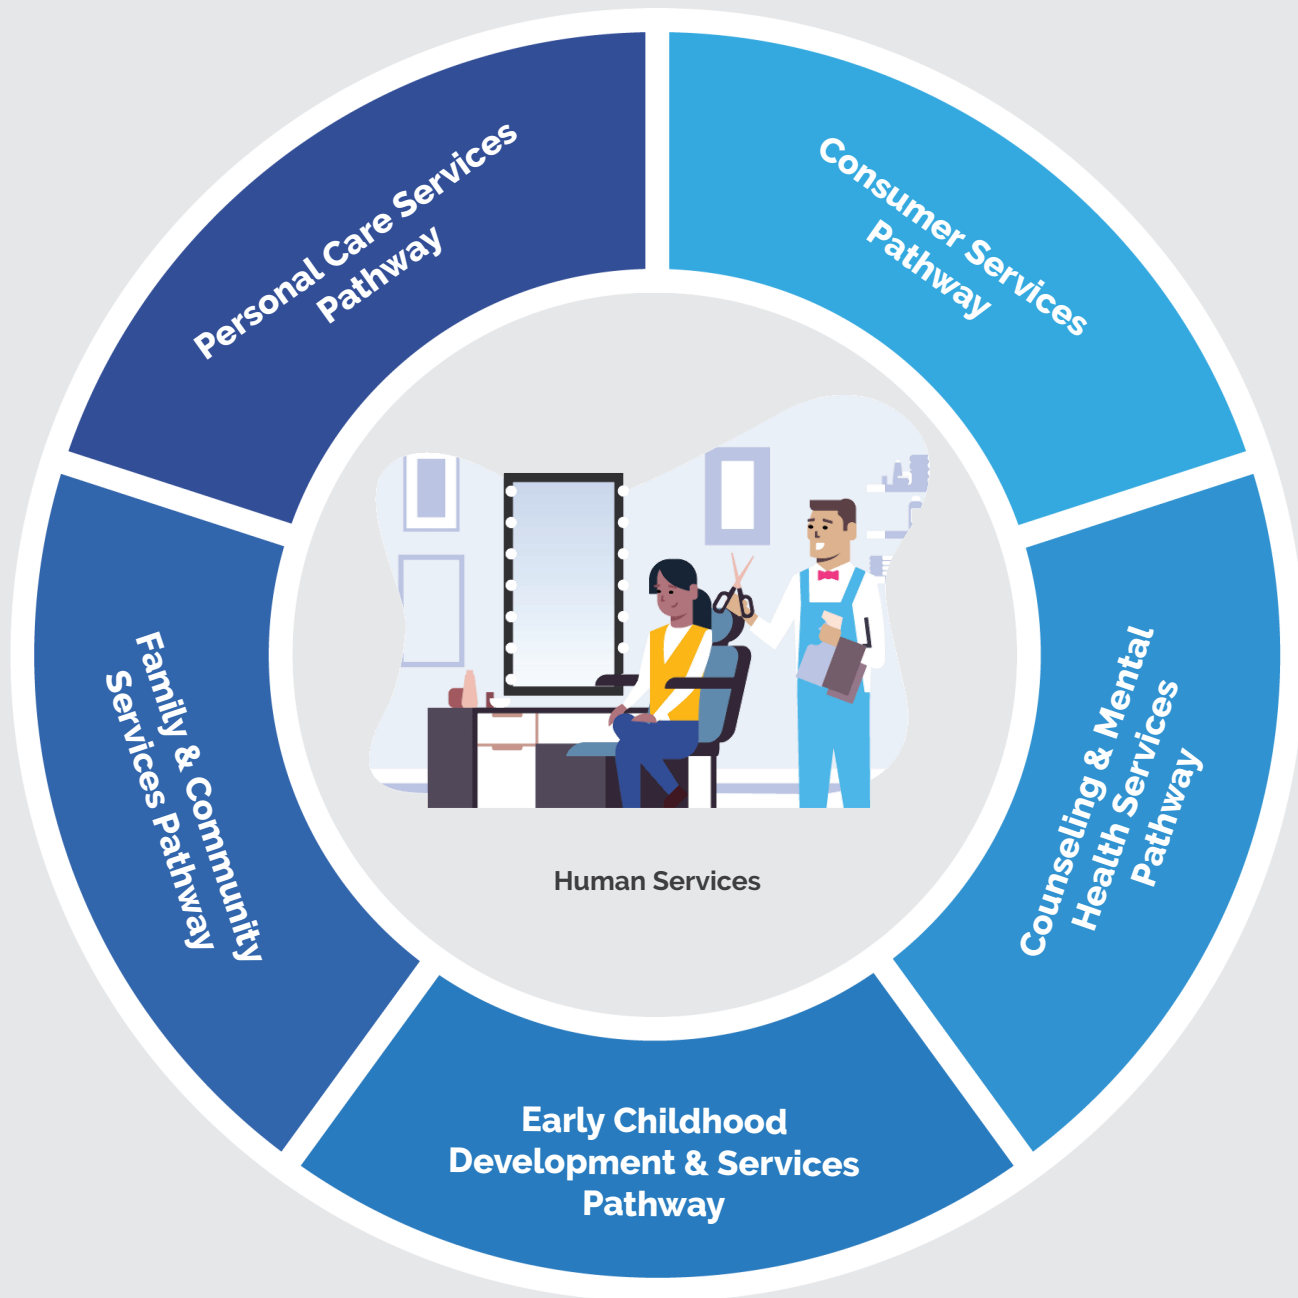 Personal Care Services
Pathway
Consumer Services
Pathway
Counseling & Mental
Health Services
Pathway
Early Childhood
Development & Services
Pathway
Family & Community
Services Pathway
Human Services